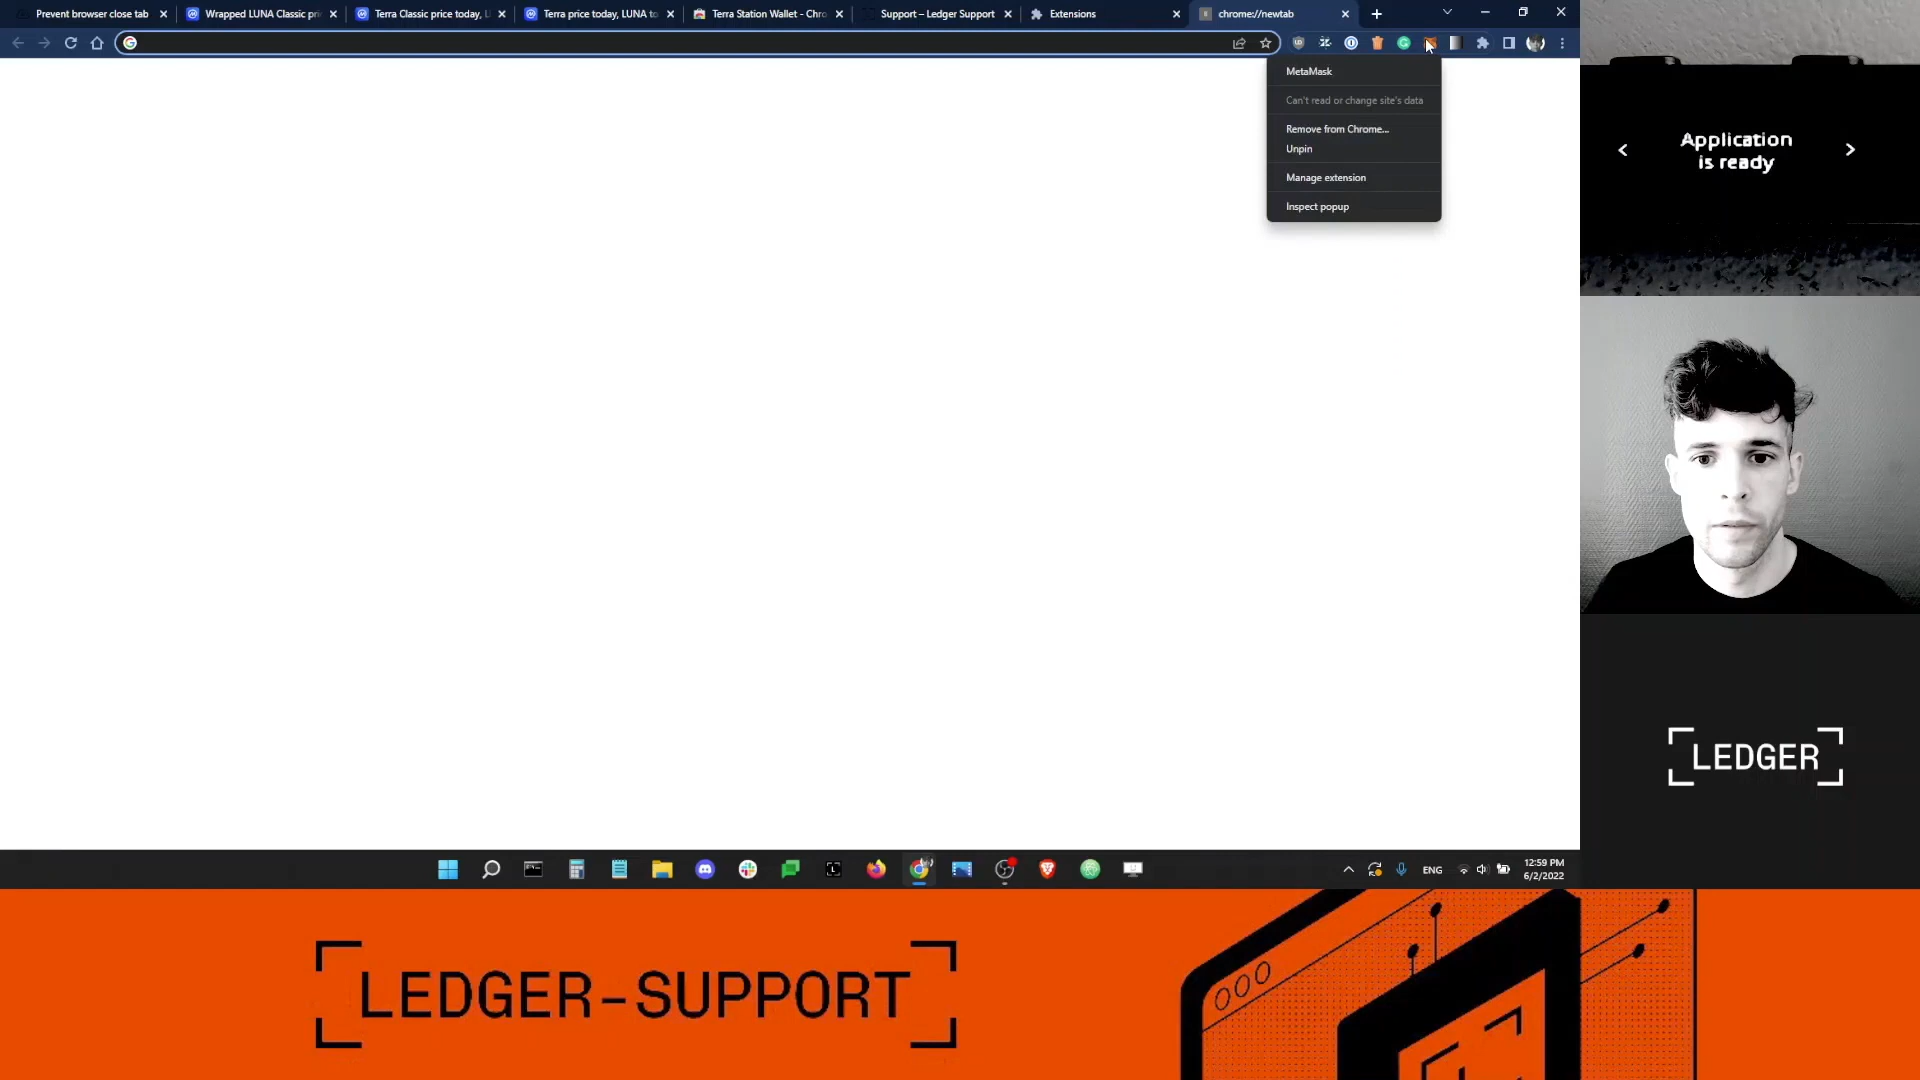 Prevent browser close tab
Wrapped LUNA Classic pri
Terra Classic price today, L
Terra price today, LUNA to
Terra Station Wallet - Chro
Support – Ledger Support
Extensions
chrome://newtab
MetaMask
Can't read or change site's data
Remove from Chrome...
Unpin
Manage extension
Inspect popup
Application
is ready
LEDGER
ENG
12:59 PM
6/2/2022
LEDGER-SUPPORT